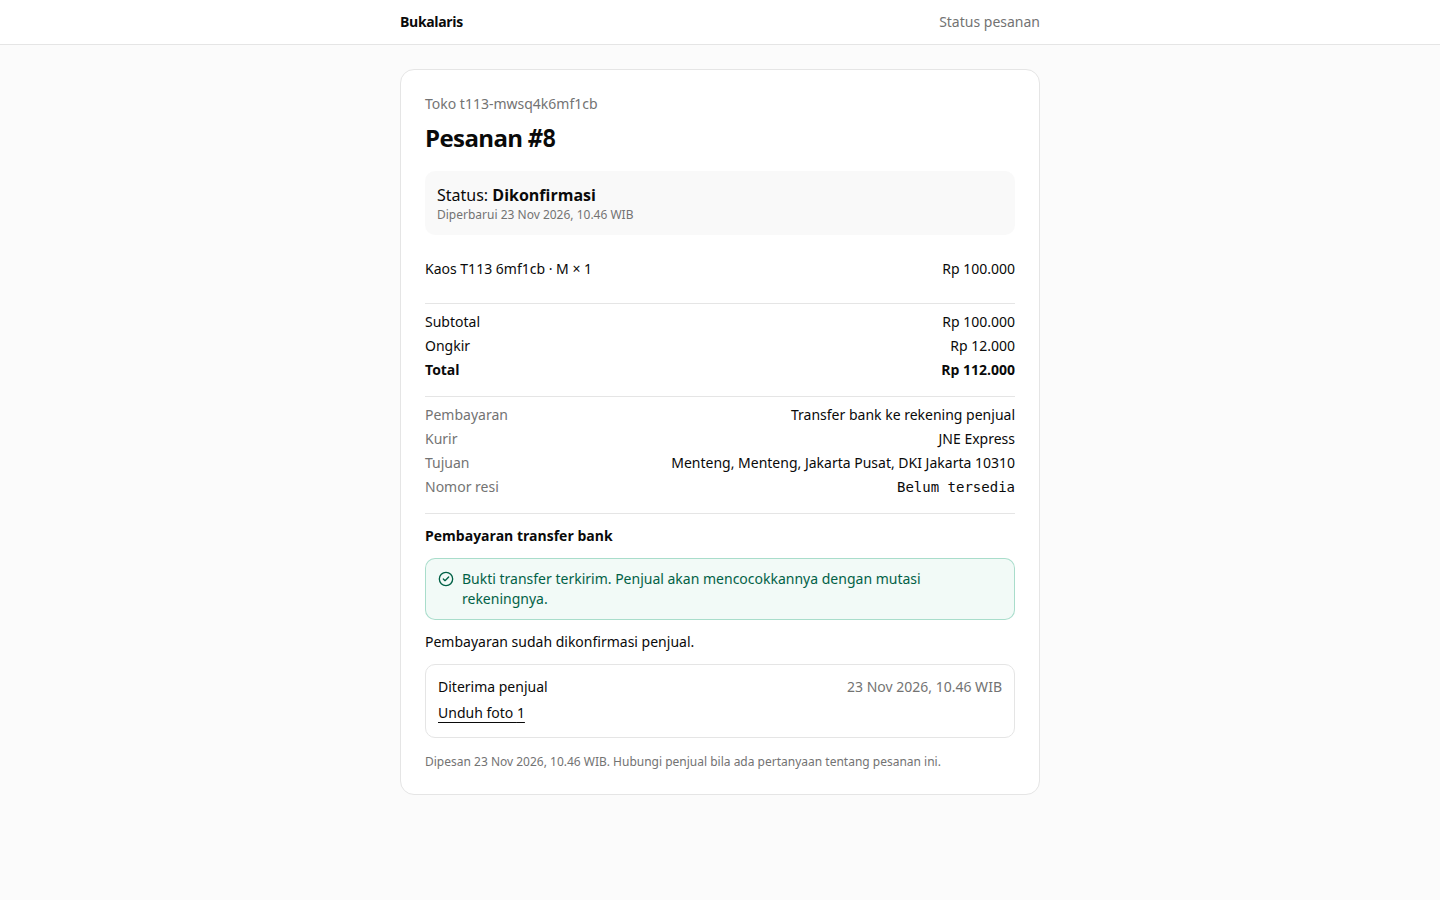 Bukalaris
Status pesanan
Toko t113-mwsq4k6mf1cb
Pesanan #8
Status: Dikonfirmasi
Diperbarui 23 Nov 2026, 10.46 WIB
Kaos T113 6mf1cb · M × 1 Rp 100.000
Subtotal Rp 100.000
Ongkir Rp 12.000
Total Rp 112.000
Pembayaran Transfer bank ke rekening penjual
Kurir JNE Express
Tujuan Menteng, Menteng, Jakarta Pusat, DKI Jakarta 10310
Nomor resi Belum tersedia
Pembayaran transfer bank
Bukti transfer terkirim. Penjual akan mencocokkannya dengan mutasi
rekeningnya.
Pembayaran sudah dikonfirmasi penjual.
Diterima penjual 23 Nov 2026, 10.46 WIB
Unduh foto 1
Dipesan 23 Nov 2026, 10.46 WIB. Hubungi penjual bila ada pertanyaan tentang pesanan ini.